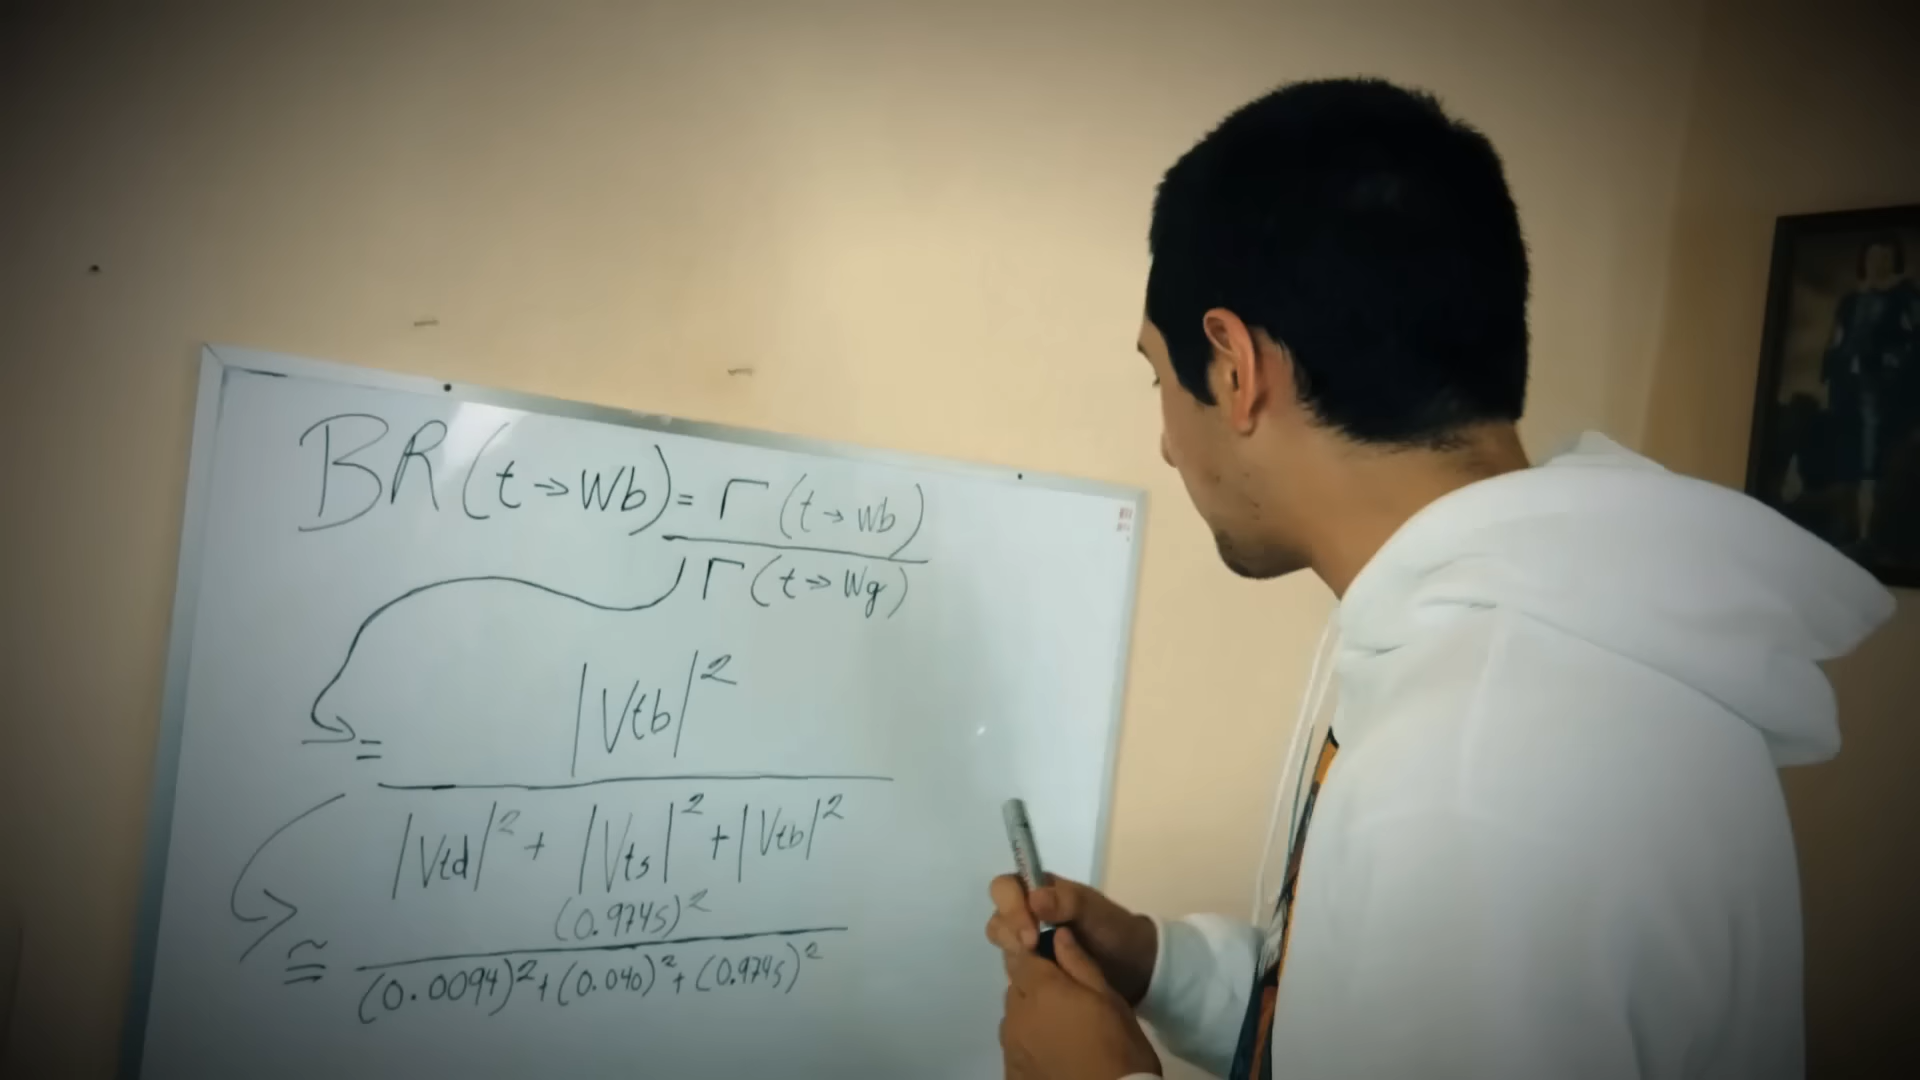 BR(t→Wb) = Γ(t→Wb)
Γ(t→Wg)
= |Vtb|²
|Vtd|² + |Vts|² + |Vtb|²
≅ (0.9745)²
(0.0094)² + (0.040)² + (0.9745)²